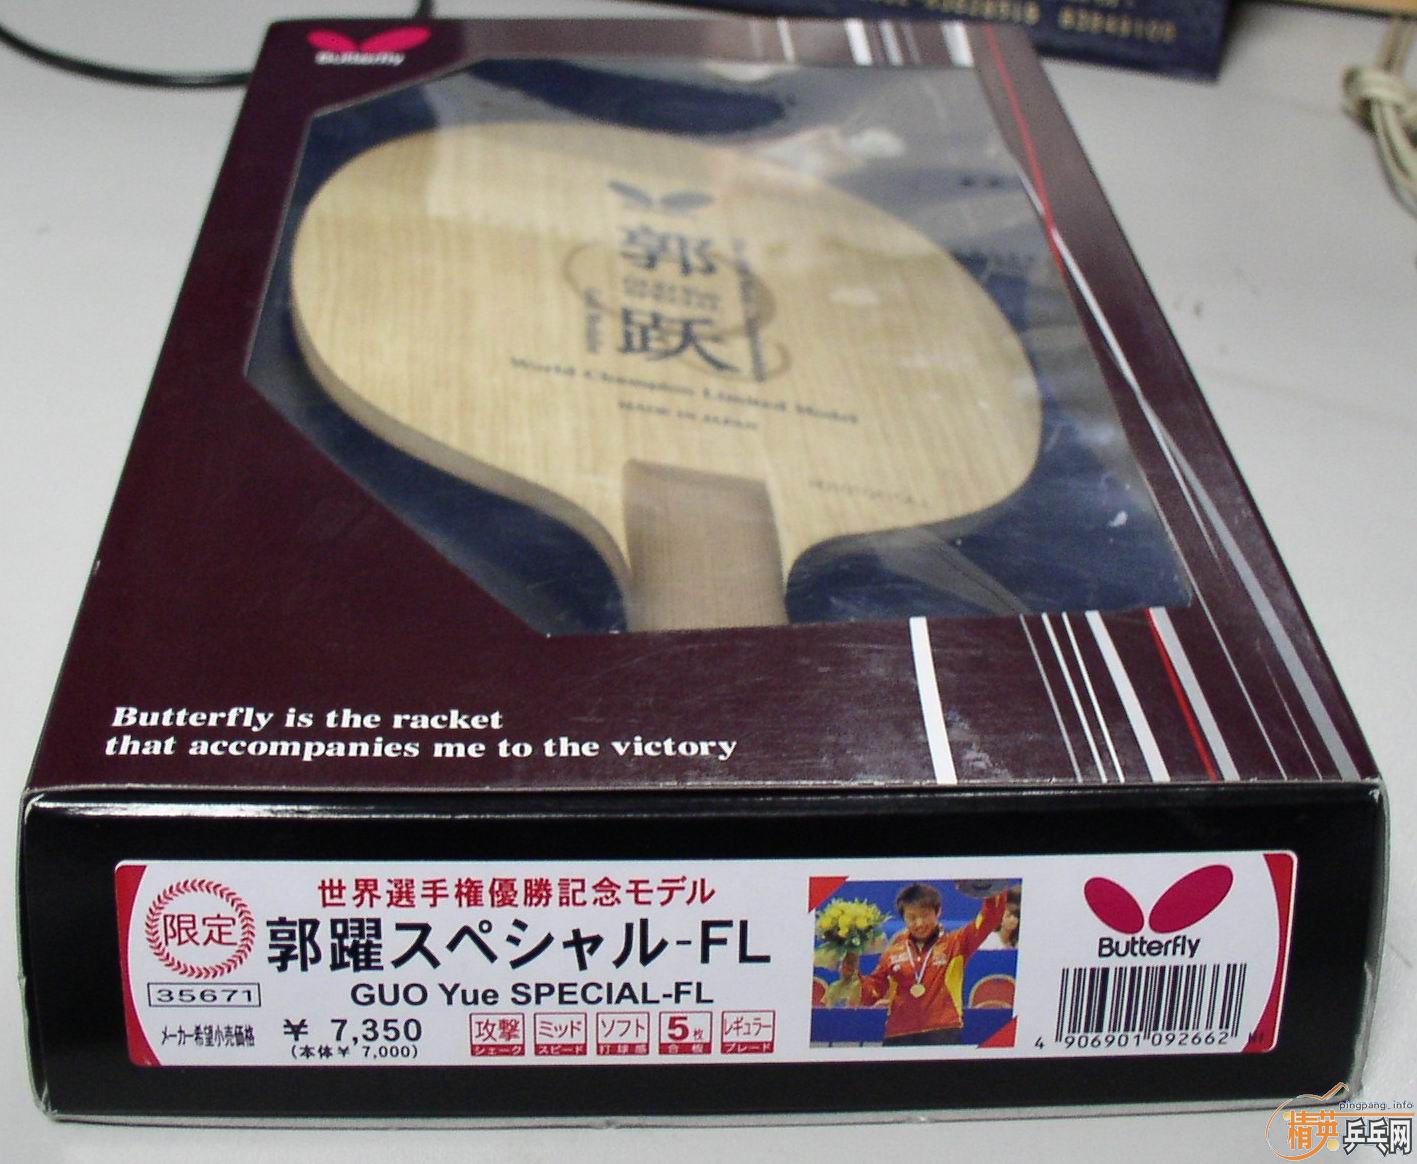 Butterfly
郭
跃
World Champion Limited Model
MADE IN JAPAN
Butterfly is the racket
that accompanies me to the victory
限定
世界選手権優勝記念モデル
郭躍スペシャル-FL
35671
GUO Yue SPECIAL-FL
メーカー希望小売価格
¥ 7,350
(本体¥ 7,000)
攻撃
シェーク
ミッド
スピード
ソフト
打球感
5枚
合板
レギュラー
ブレード
Butterfly
4 906901 092662
pingpang_info
精英乒乓网